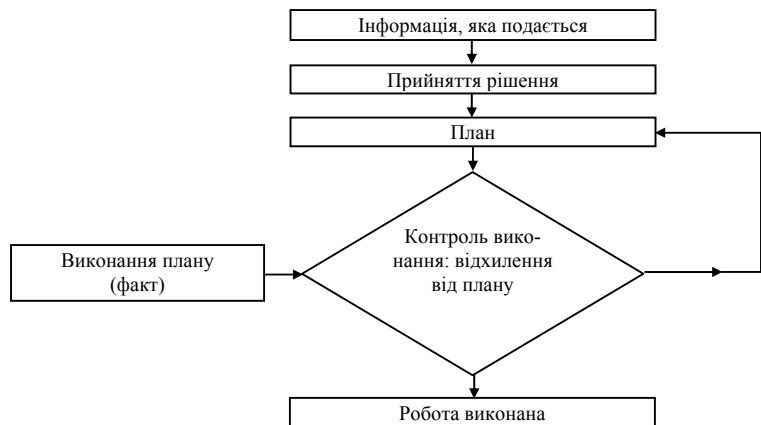 Інформація, яка подається
Прийняття рішення
План
Контроль вико-
нання: відхилення
від плану
Виконання плану
(факт)
Робота виконана